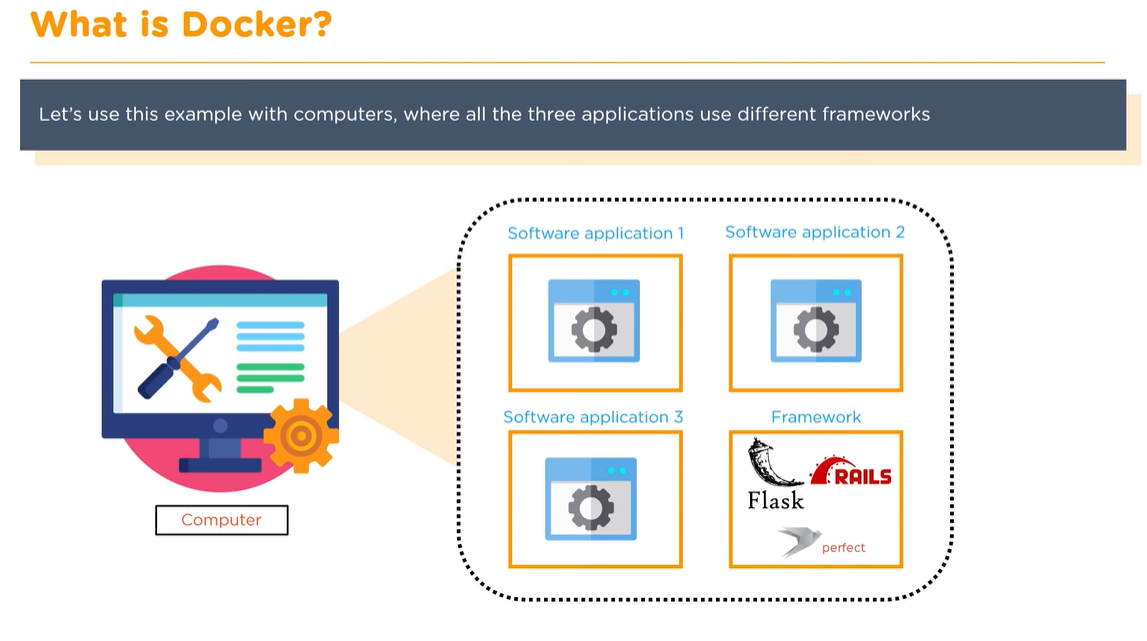 What is Docker?
Let's use this example with computers, where all the three applications use different frameworks
Software application 1
Software application 2
Software application 3
Framework
Flask
RAILS
perfect
Computer